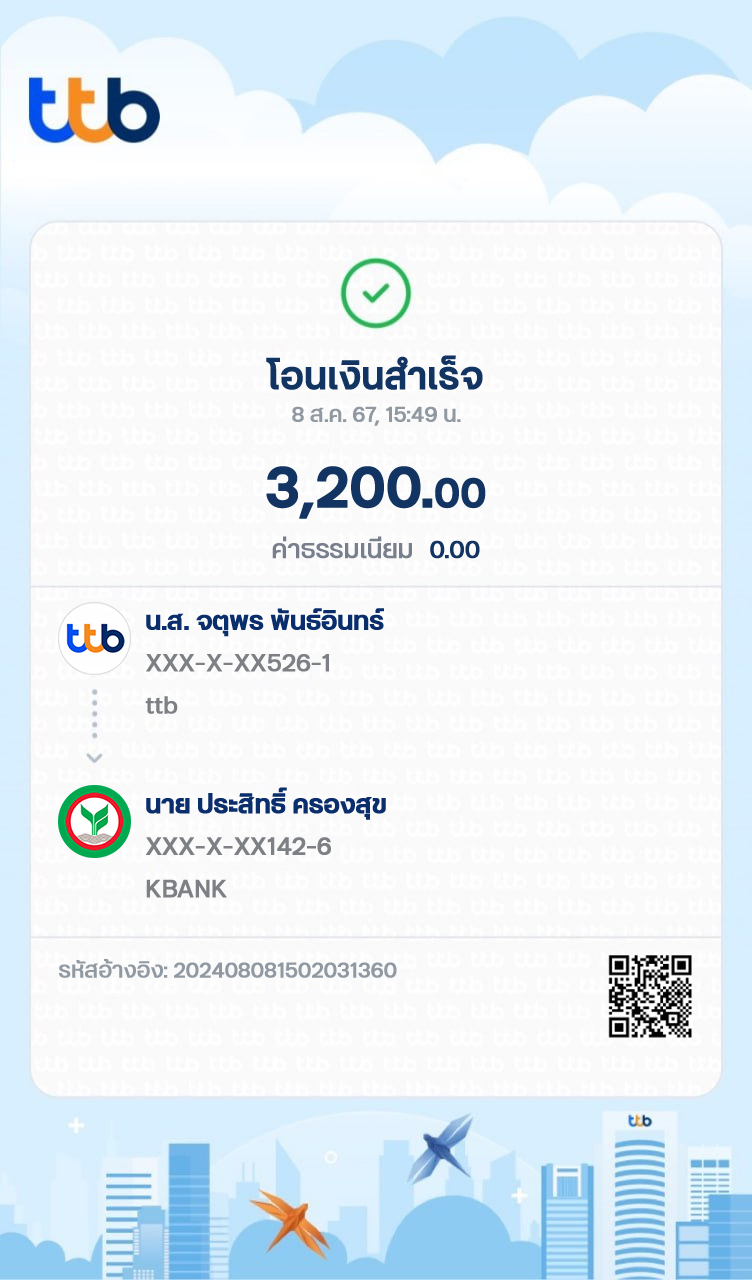 ttb
โอนเงินสำเร็จ
8 ส.ค. 67, 15:49 น.
3,200.00
ค่าธรรมเนียม 0.00
ttb
น.ส. จตุพร พันธ์อินทร์
XXX-X-XX526-1
ttb
นาย ประสิทธิ์ ครองสุข
XXX-X-XX142-6
KBANK
รหัสอ้างอิง: 202408081502031360
ttb